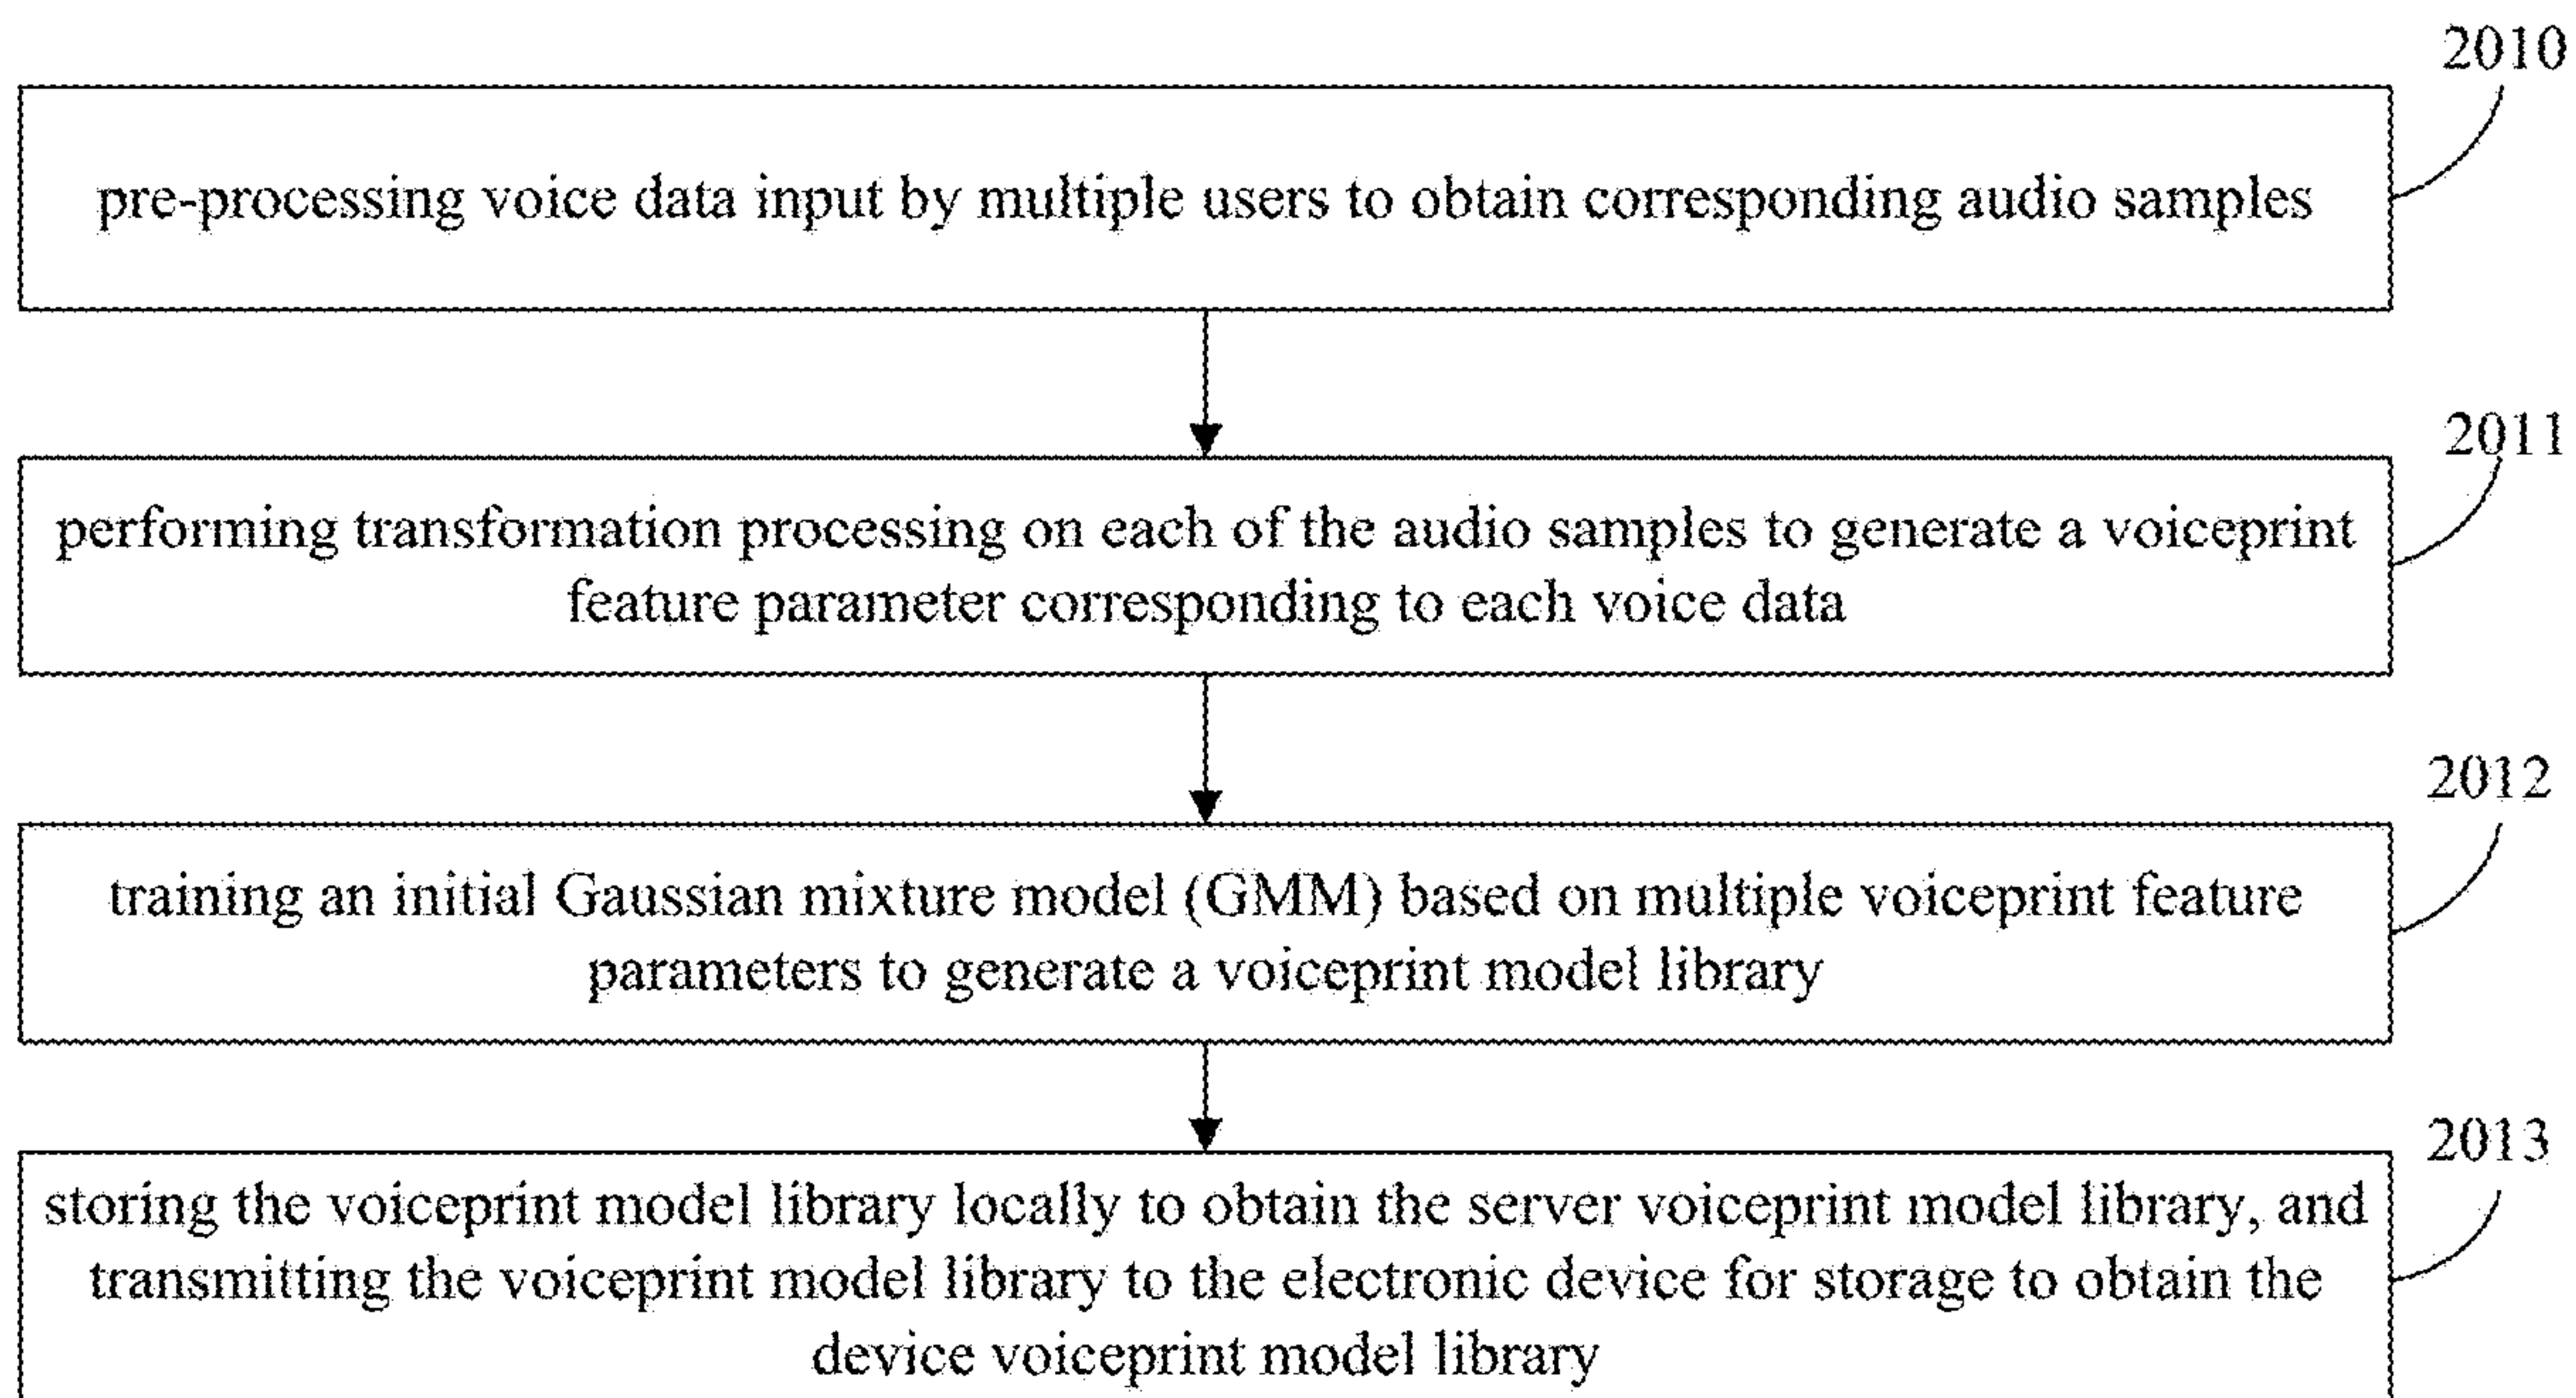 2010
pre-processing voice data input by multiple users to obtain corresponding audio samples
2011
performing transformation processing on each of the audio samples to generate a voiceprint
feature parameter corresponding to each voice data
2012
training an initial Gaussian mixture model (GMM) based on multiple voiceprint feature
parameters to generate a voiceprint model library
2013
storing the voiceprint model library locally to obtain the server voiceprint model library, and
transmitting the voiceprint model library to the electronic device for storage to obtain the
device voiceprint model library